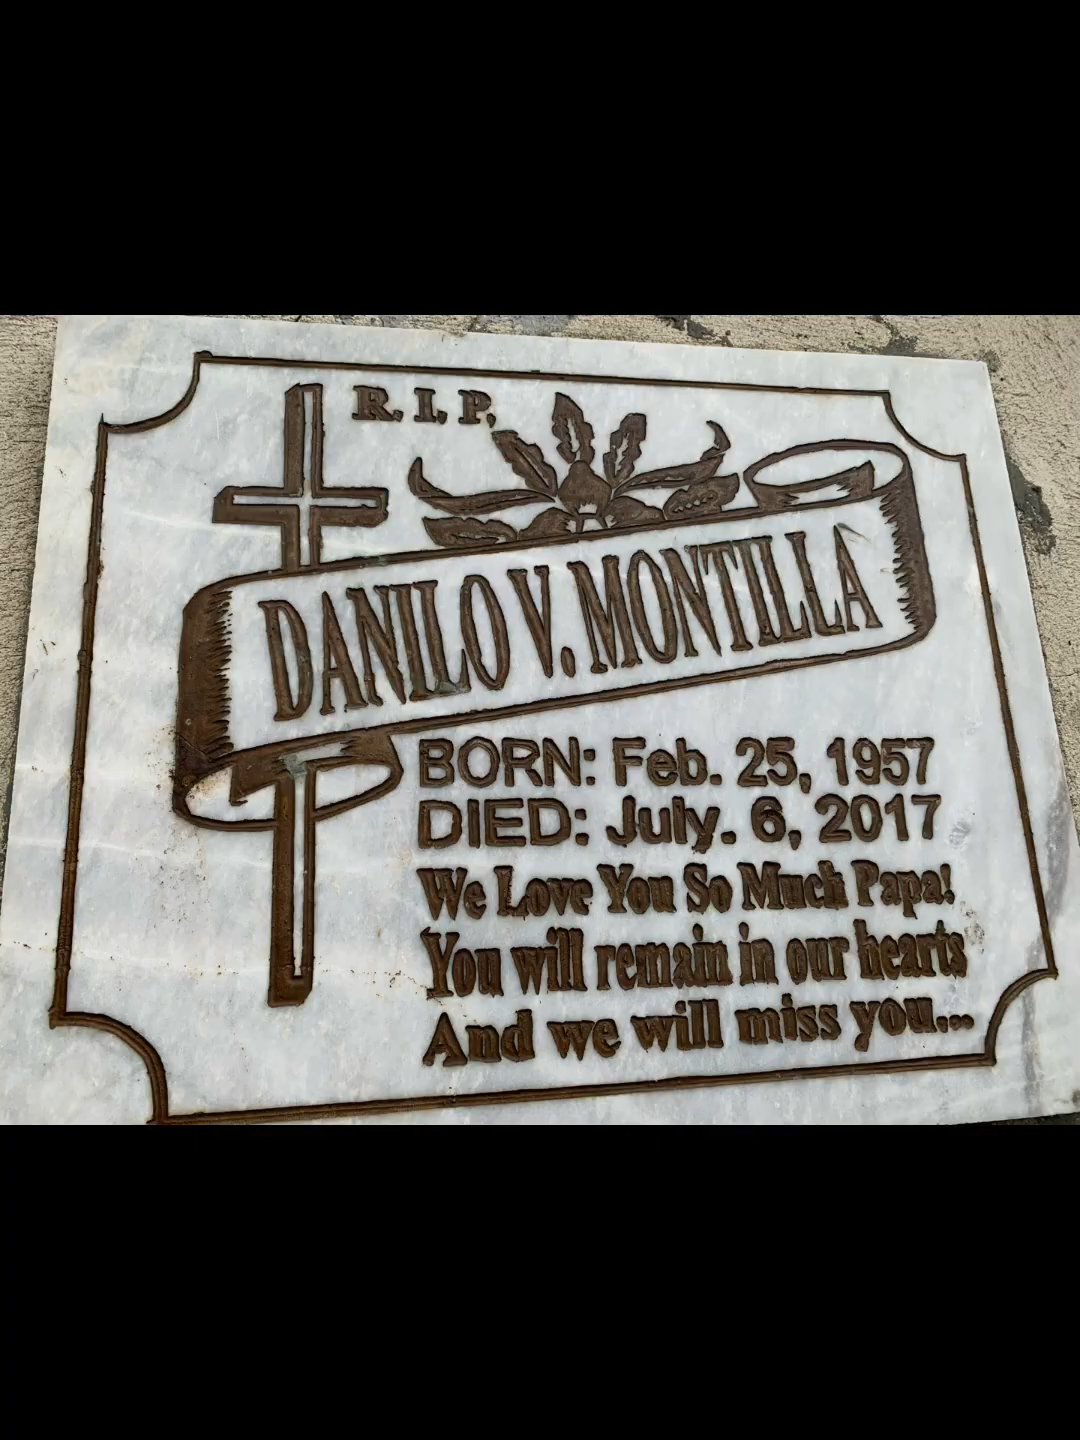 R. I. P.
DANILO V. MONTILLA
BORN: Feb. 25, 1957
DIED: July. 6, 2017
We Love You So Much Papa!
You will remain in our hearts
And we will miss you...